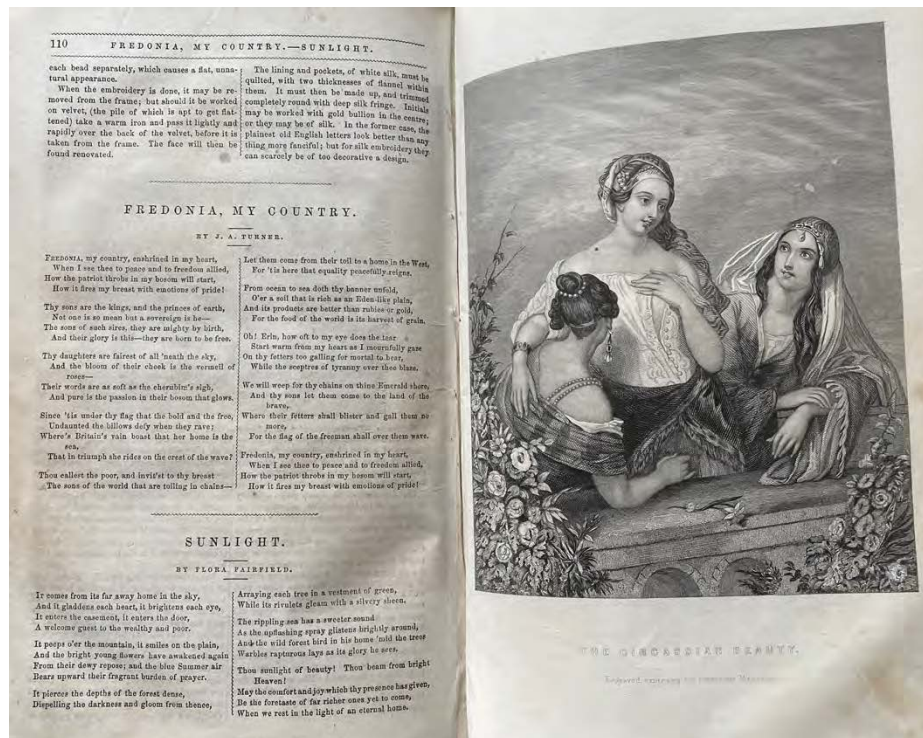 110 FREDONIA, MY COUNTRY.—SUNLIGHT.
each bead separately, which causes a flat, unna-
tural appearance.
When the embroidery is done, it may be re-
moved from the frame; but should it be worked
on velvet, (the pile of which is apt to get flat-
tened) take a warm iron and pass it lightly and
rapidly over the back of the velvet, before it is
taken from the frame. The face will then be
found renovated.
The lining and pockets, of white silk, must be
quilted, with two thicknesses of flannel within
them. It must then be made up, and trimmed
completely round with deep silk fringe. Initials
may be worked with gold bullion in the centre;
or they may be of silk. In the former case, the
plainest old English letters look better than any
thing more fanciful; but for silk embroidery they
can scarcely be of too decorative a design.
FREDONIA, MY COUNTRY.
BY J. A. TURNER.
FREDONIA, my country, enshrined in my heart,
When I see thee to peace and to freedom allied,
How the patriot throbs in my bosom will start,
How it fires my breast with emotions of pride!
Thy sons are the kings, and the princes of earth,
Not one is so mean but a sovereign is he—
The sons of such sires, they are mighty by birth,
And their glory is this—they are born to be free.
Thy daughters are fairest of all 'neath the sky,
And the bloom of their cheek is the vermeil of
roses—
Their words are as soft as the cherubim's sigh,
And pure is the passion in their bosom that glows.
Since 'tis under thy flag that the bold and the free,
Undaunted the billows defy when they rave;
Where's Britain's vain boast that her home is the
sea,
That in triumph she rides on the crest of the wave?
Thou callest the poor, and invit'st to thy breast
The sons of the world that are toiling in chains—
Let them come from their toil to a home in the West,
For 'tis here that equality peacefully reigns.
From ocean to sea doth thy banner unfold,
O'er a soil that is rich as an Eden-like plain,
And its products are better than rubies or gold,
For the food of the world is its harvest of grain.
Oh! Erin, how oft to my eye does the tear
Start warm from my heart as I mournfully gaze
On thy fetters too galling for mortal to bear,
While the sceptres of tyranny over thee blaze.
We will weep for thy chains on thine Emerald shore,
And thy sons let them come to the land of the
brave,
Where their fetters shall blister and gall them no
more,
For the flag of the freeman shall over them wave.
Fredonia, my country, enshrined in my heart,
When I see thee to peace and to freedom allied,
How the patriot throbs in my bosom will start,
How it fires my breast with emotions of pride!
SUNLIGHT.
BY FLORA FAIRFIELD.
IT comes from its far away home in the sky,
And it gladdens each heart, it brightens each eye,
It enters the casement, it enters the door,
A welcome guest to the wealthy and poor.
It peeps o'er the mountain, it smiles on the plain,
And the bright young flowers have awakened again
From their dewy repose; and the blue Summer air
Bears upward their fragrant burden of prayer.
It pierces the depths of the forest dense,
Dispelling the darkness and gloom from thence,
Arraying each tree in a vestment of green,
While its rivulets gleam with a silvery sheen.
The rippling sea has a sweeter sound
As the upflushing spray glistens brightly around,
And the wild forest bird in his home 'mid the trees
Warbles rapturous lays as its glory he sees.
Thou sunlight of beauty! Thou beam from bright
Heaven!
May the comfort and joy which thy presence has given,
Be the foretaste of far richer ones yet to come,
When we rest in the light of an eternal home.
THE CIRCASSIAN BEAUTY.